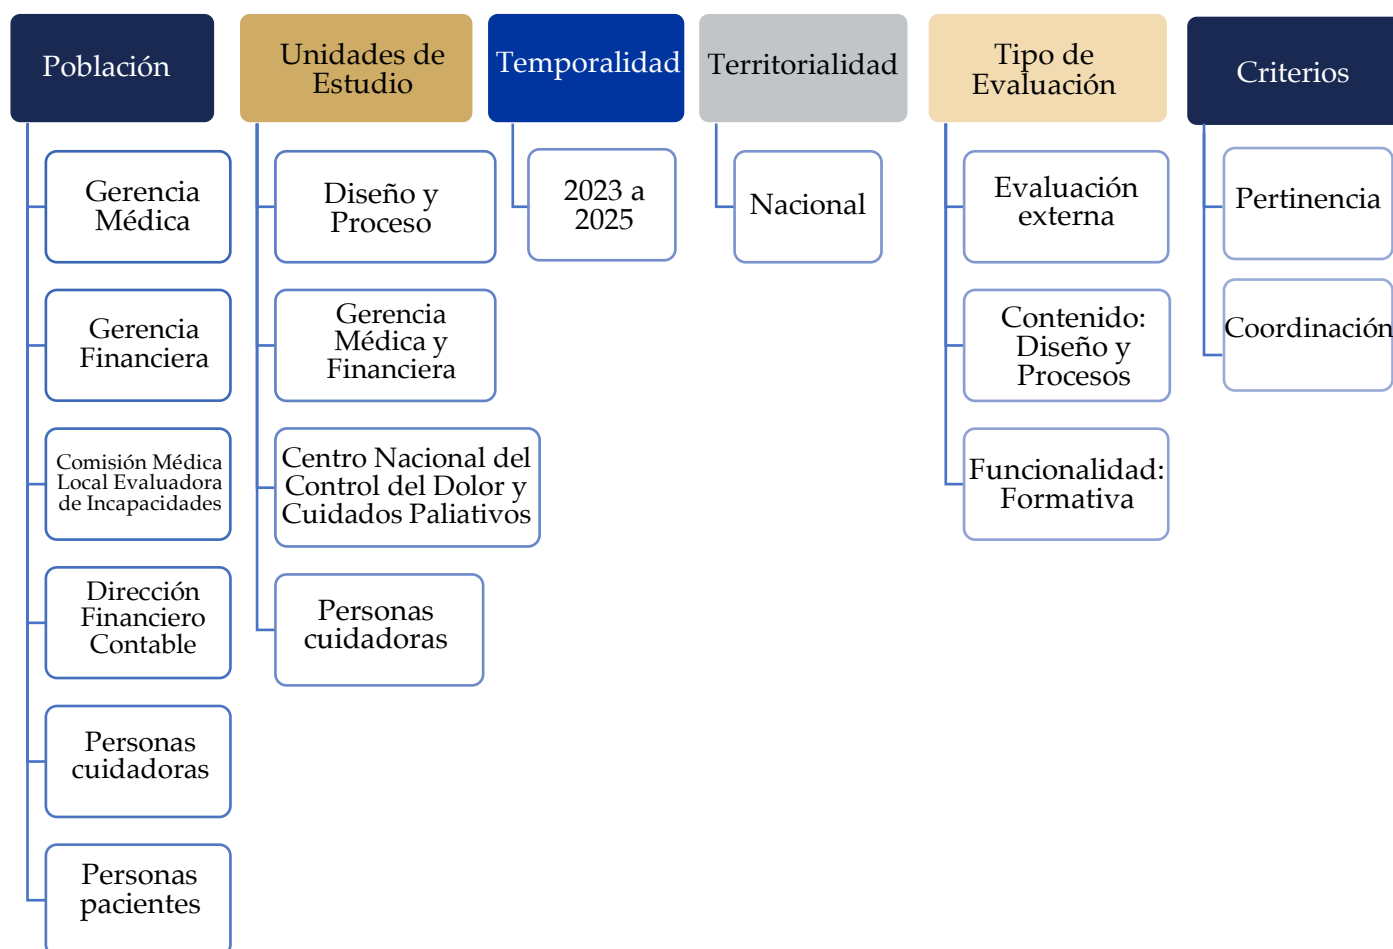 Población
Gerencia
Médica
Gerencia
Financiera
Comisión Médica
Local Evaluadora
de Incapacidades
Dirección
Financiero
Contable
Personas
cuidadoras
Personas
pacientes
Unidades de
Estudio
Diseño y
Proceso
Gerencia
Médica y
Financiera
Centro Nacional del
Control del Dolor y
Cuidados Paliativos
Personas
cuidadoras
Temporalidad
2023 a
2025
Territorialidad
Nacional
Tipo de
Evaluación
Evaluación
externa
Contenido:
Diseño y
Procesos
Funcionalidad:
Formativa
Criterios
Pertinencia
Coordinación